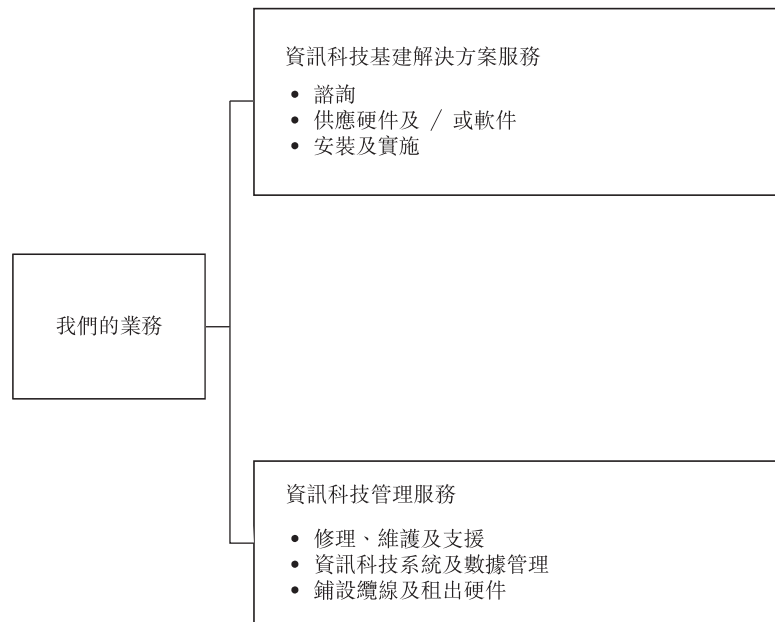 資訊科技基建解決方案服務
• 諮詢
• 供應硬件及 / 或軟件
• 安裝及實施
我們的業務
資訊科技管理服務
• 修理、維護及支援
• 資訊科技系統及數據管理
• 鋪設纜線及租出硬件